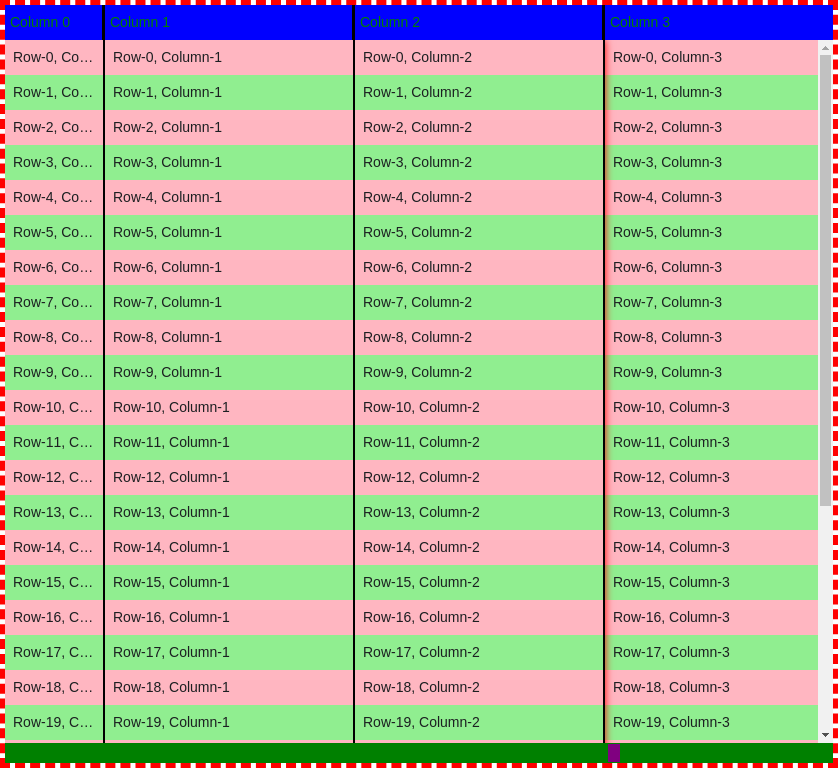 Column 0 Column 1 Column 2 Column 3
Row-0, Co… Row-0, Column-1 Row-0, Column-2 Row-0, Column-3
Row-1, Co… Row-1, Column-1 Row-1, Column-2 Row-1, Column-3
Row-2, Co… Row-2, Column-1 Row-2, Column-2 Row-2, Column-3
Row-3, Co… Row-3, Column-1 Row-3, Column-2 Row-3, Column-3
Row-4, Co… Row-4, Column-1 Row-4, Column-2 Row-4, Column-3
Row-5, Co… Row-5, Column-1 Row-5, Column-2 Row-5, Column-3
Row-6, Co… Row-6, Column-1 Row-6, Column-2 Row-6, Column-3
Row-7, Co… Row-7, Column-1 Row-7, Column-2 Row-7, Column-3
Row-8, Co… Row-8, Column-1 Row-8, Column-2 Row-8, Column-3
Row-9, Co… Row-9, Column-1 Row-9, Column-2 Row-9, Column-3
Row-10, C… Row-10, Column-1 Row-10, Column-2 Row-10, Column-3
Row-11, C… Row-11, Column-1 Row-11, Column-2 Row-11, Column-3
Row-12, C… Row-12, Column-1 Row-12, Column-2 Row-12, Column-3
Row-13, C… Row-13, Column-1 Row-13, Column-2 Row-13, Column-3
Row-14, C… Row-14, Column-1 Row-14, Column-2 Row-14, Column-3
Row-15, C… Row-15, Column-1 Row-15, Column-2 Row-15, Column-3
Row-16, C… Row-16, Column-1 Row-16, Column-2 Row-16, Column-3
Row-17, C… Row-17, Column-1 Row-17, Column-2 Row-17, Column-3
Row-18, C… Row-18, Column-1 Row-18, Column-2 Row-18, Column-3
Row-19, C… Row-19, Column-1 Row-19, Column-2 Row-19, Column-3